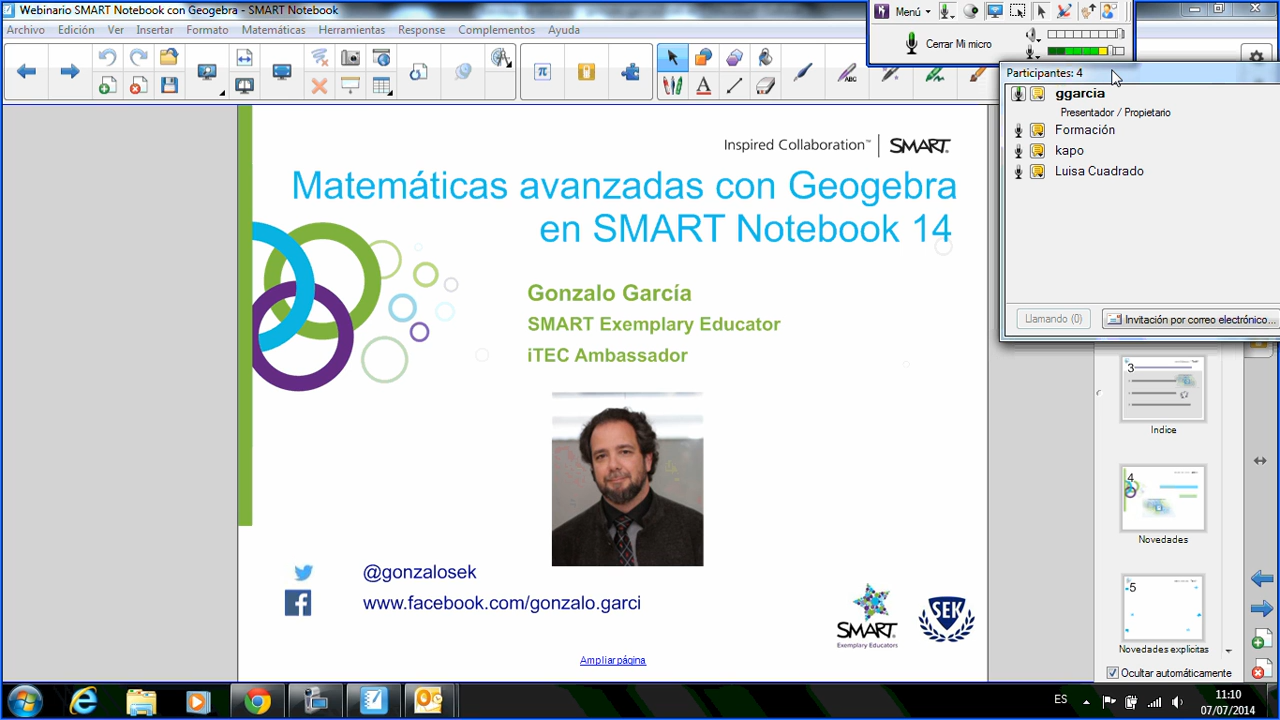 Webinario SMART Notebook con Geogebra - SMART Notebook
Menú
Archivo Edición Ver Insertar Formato Matemáticas Herramientas Response Complementos Ayuda
Cerrar Mi micro
Participantes: 4
ggarcia
Presentador / Propietario
Formación
kapo
Luisa Cuadrado
Llamando (0) Invitación por correo electrónico...
Inspired Collaboration™ SMART
Matemáticas avanzadas con Geogebra
en SMART Notebook 14
Gonzalo García
SMART Exemplary Educator
iTEC Ambassador
@gonzalosek
www.facebook.com/gonzalo.garci
SMART
Exemplary Educators
SEK
Ampliar página
3
Indice
4
Novedades
5
Novedades explicitas
Ocultar automáticamente
ES
11:10
07/07/2014